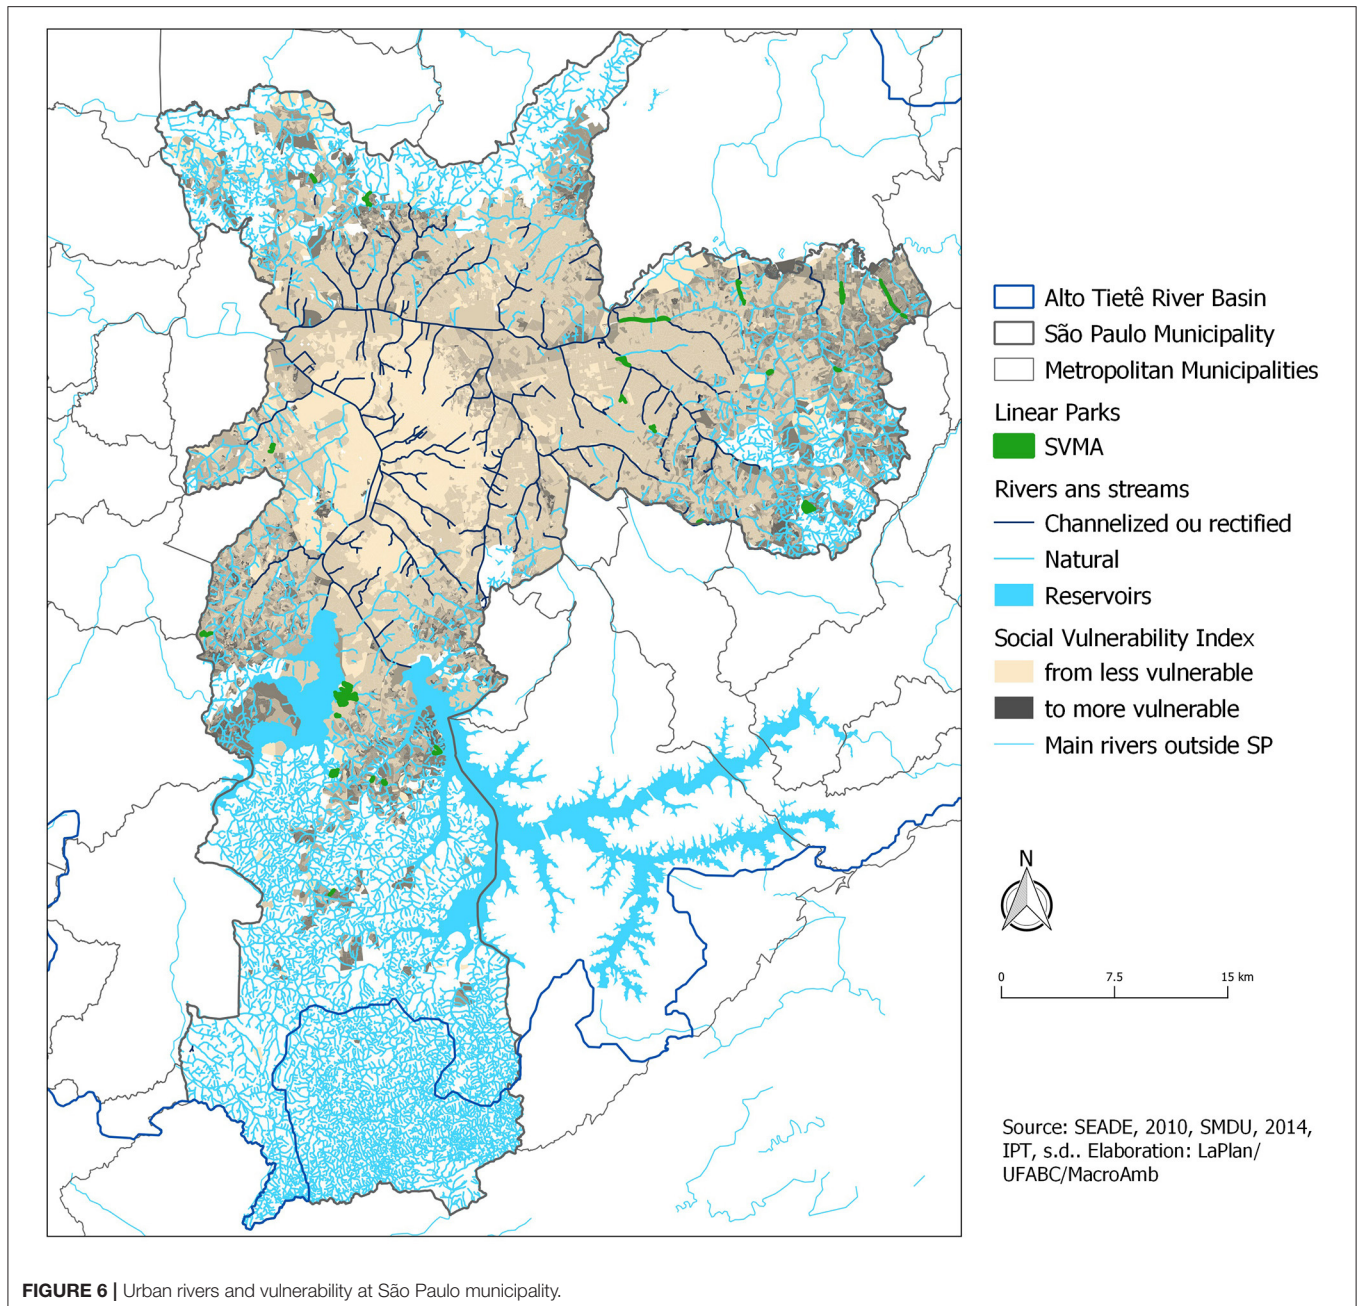 Alto Tietê River Basin
São Paulo Municipality
Metropolitan Municipalities
Linear Parks
SVMA
Rivers ans streams
Channelized ou rectified
Natural
Reservoirs
Social Vulnerability Index
from less vulnerable
to more vulnerable
Main rivers outside SP
N
0 7.5 15 km
Source: SEADE, 2010, SMDU, 2014,
IPT, s.d.. Elaboration: LaPlan/
UFABC/MacroAmb
FIGURE 6 | Urban rivers and vulnerability at São Paulo municipality.